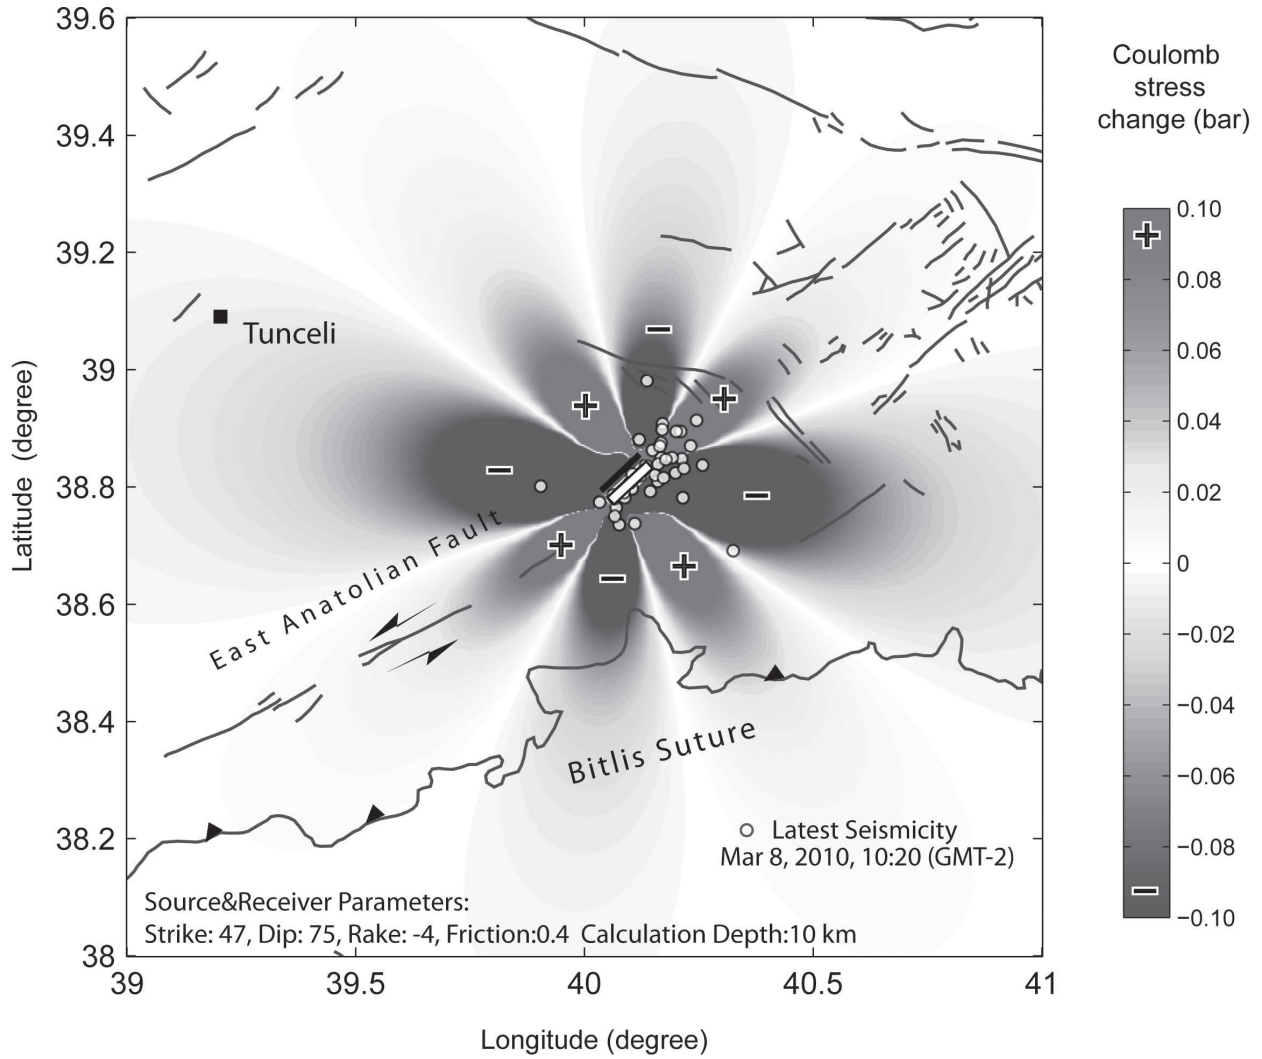 39.6
39.4
39.2
39
38.8
38.6
38.4
38.2
38
39
39.5
40
40.5
41
Latitude (degree)
Longitude (degree)
Tunceli
+
+
+
+
−
−
−
−
East Anatolian Fault
Bitlis Suture
Latest Seismicity
Mar 8, 2010, 10:20 (GMT-2)
Source&Receiver Parameters:
Strike: 47, Dip: 75, Rake: -4, Friction:0.4 Calculation Depth:10 km
Coulomb
stress
change (bar)
+
−
0.10
0.08
0.06
0.04
0.02
0
−0.02
−0.04
−0.06
−0.08
−0.10